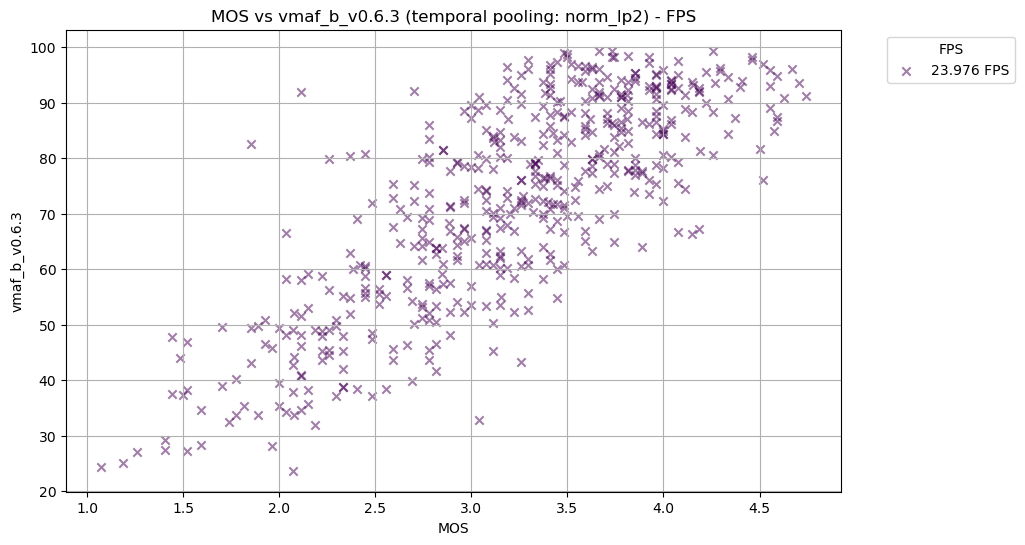 MOS vs vmaf_b_v0.6.3 (temporal pooling: norm_lp2) - FPS
FPS
23.976 FPS
vmaf_b_v0.6.3
100
90
80
70
60
50
40
30
20
1.0 1.5 2.0 2.5 3.0 3.5 4.0 4.5
MOS